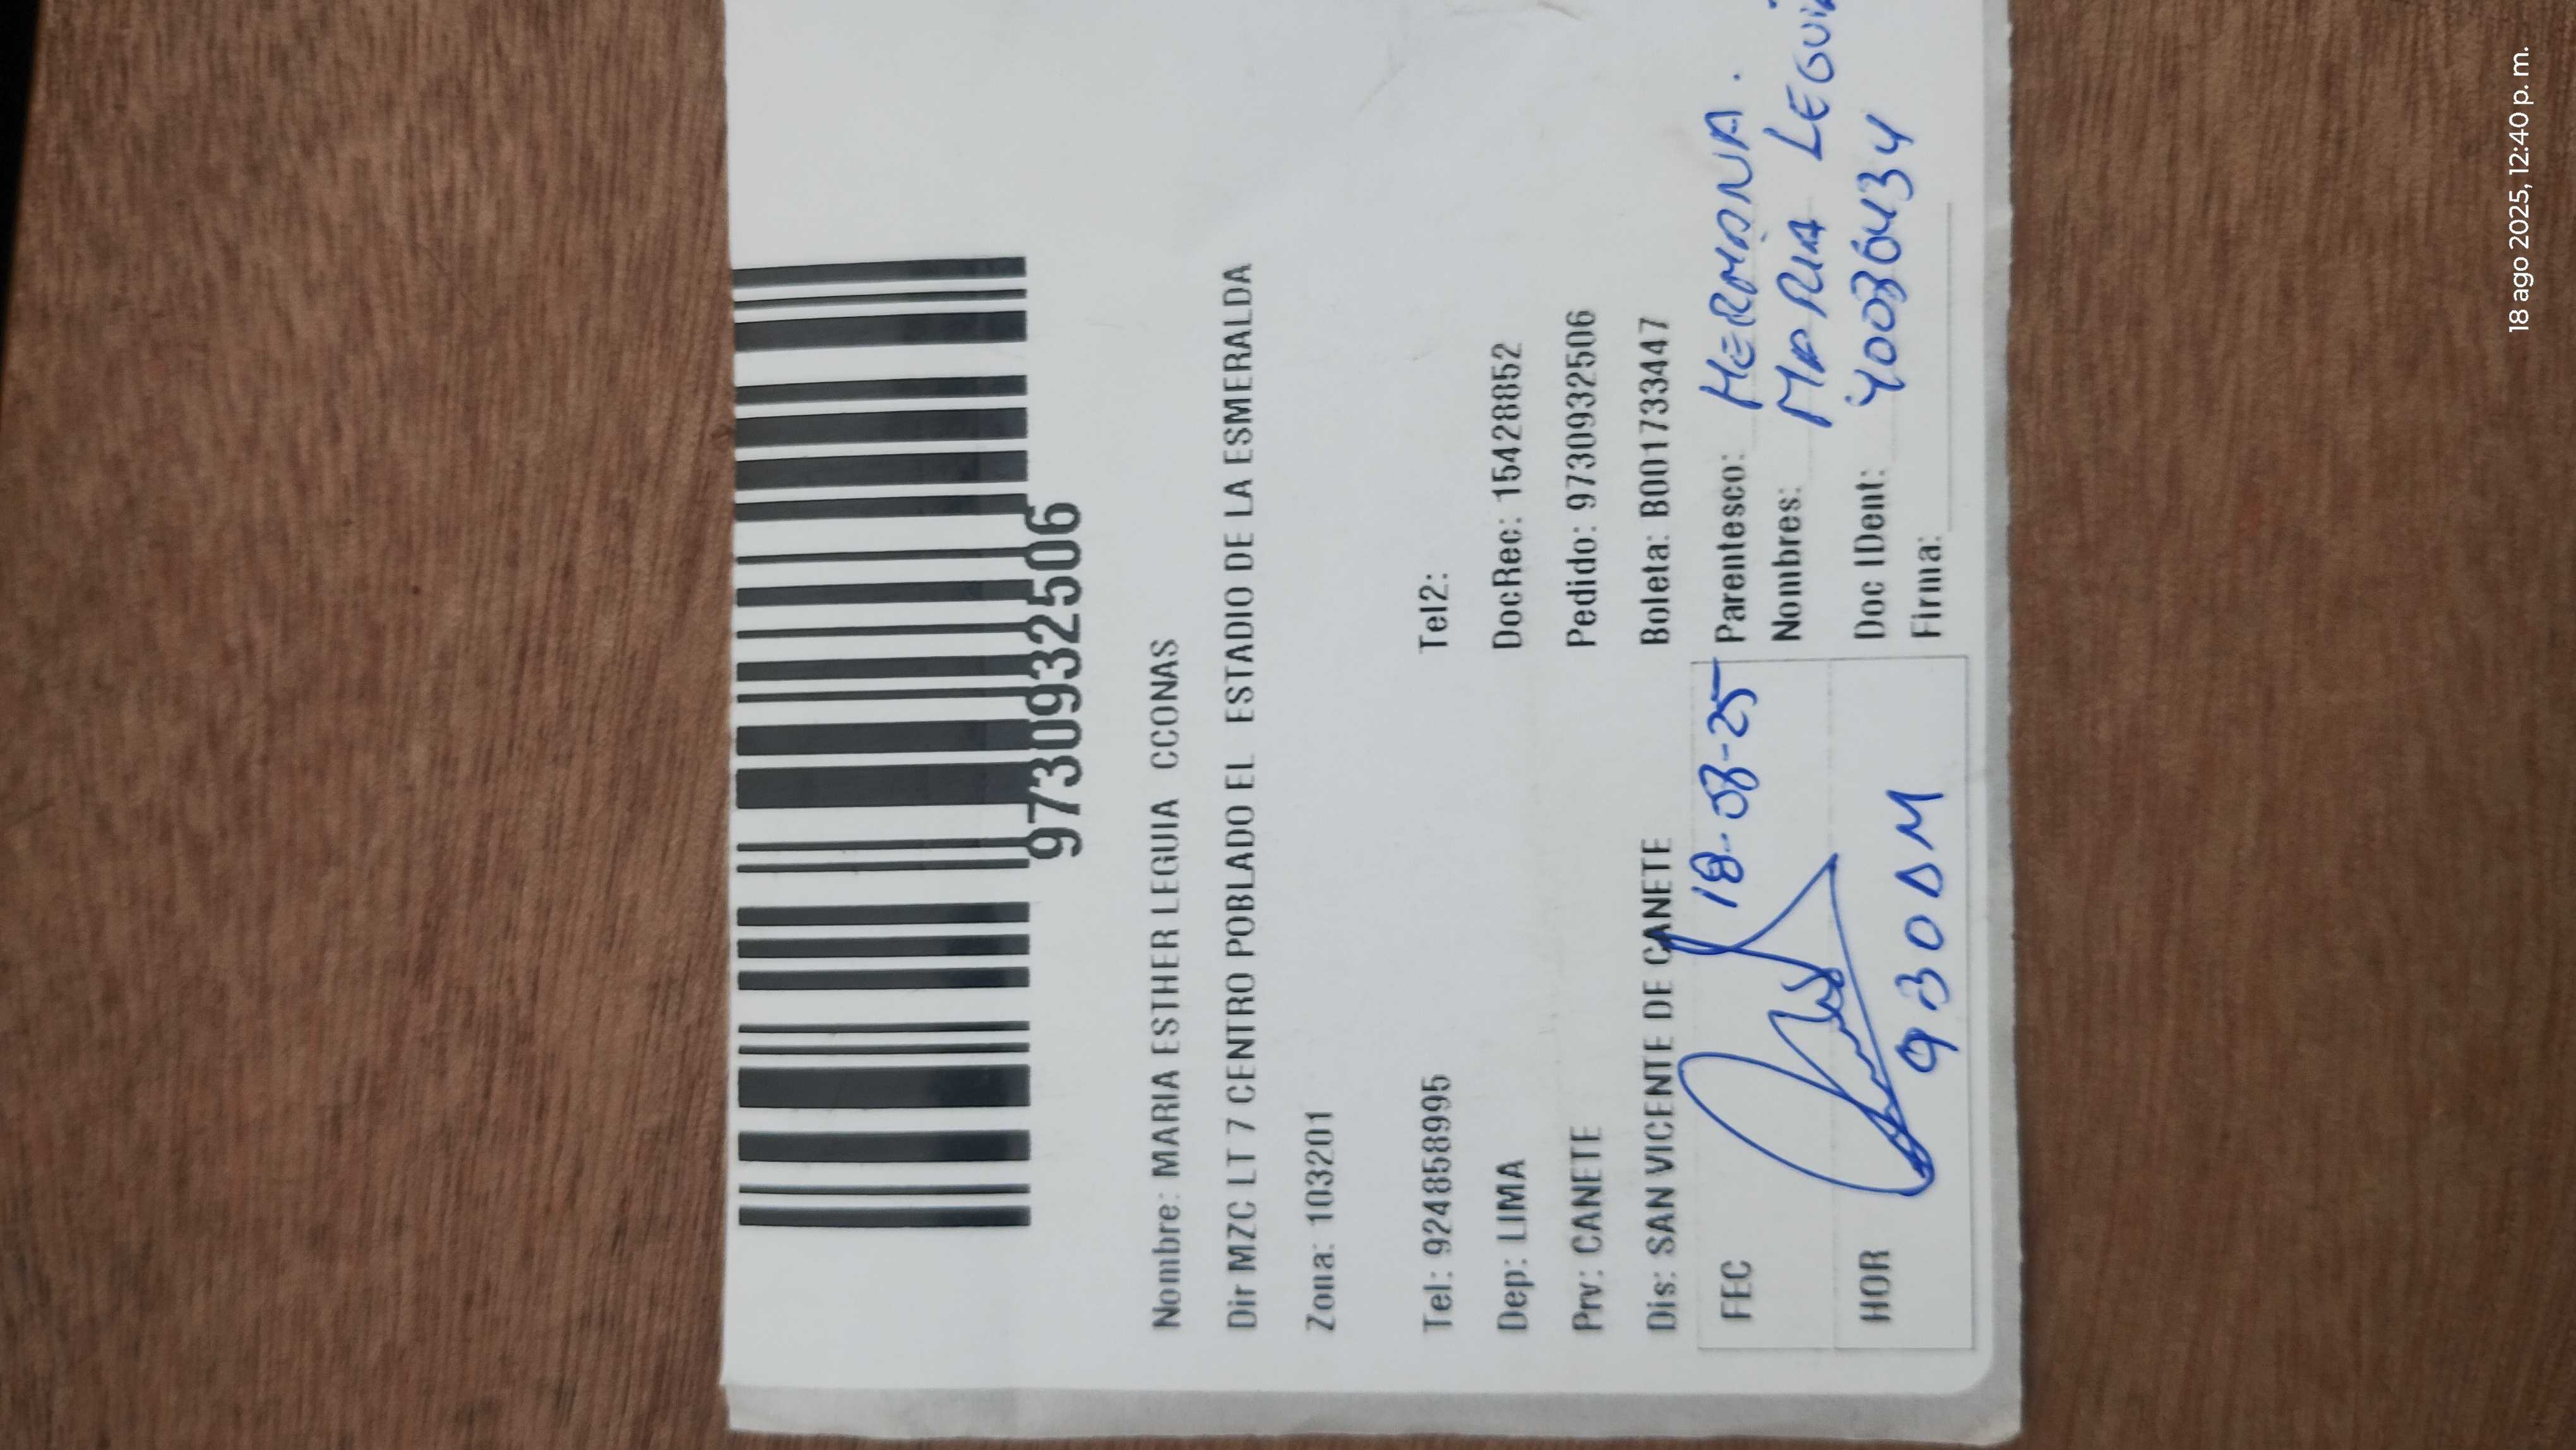 9730932506
Nombre: MARIA ESTHER LEGUIA CCONAS
Dir MZC LT 7 CENTRO POBLADO EL ESTADIO DE LA ESMERALDA
Zona: 103201
Tel: 924858995 Tel2:
Dep: LIMA DocRec: 15428852
Prv: CANETE Pedido: 9730932506
Dis: SAN VICENTE DE CANETE Boleta: B001733447
FEC 18-08-25 Parentesco: HERMANA.
Nombres: MARIA LEGUIA
HOR 930AM Doc IDent:
Firma:
18 ago 2025, 12:40 p. m.